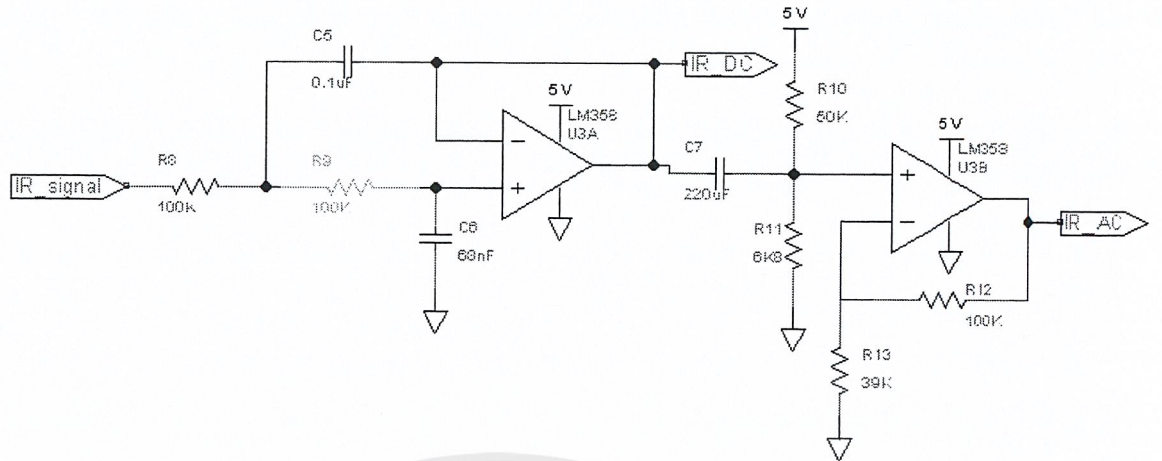 C5
0.1uF
IR_DC
5V
LM358
U3A
R8
100K
IR_signal
R9
100K
C6
68nF
C7
220uF
5V
R10
50K
R11
6K8
5V
LM358
U3B
IR_AC
R12
100K
R13
39K